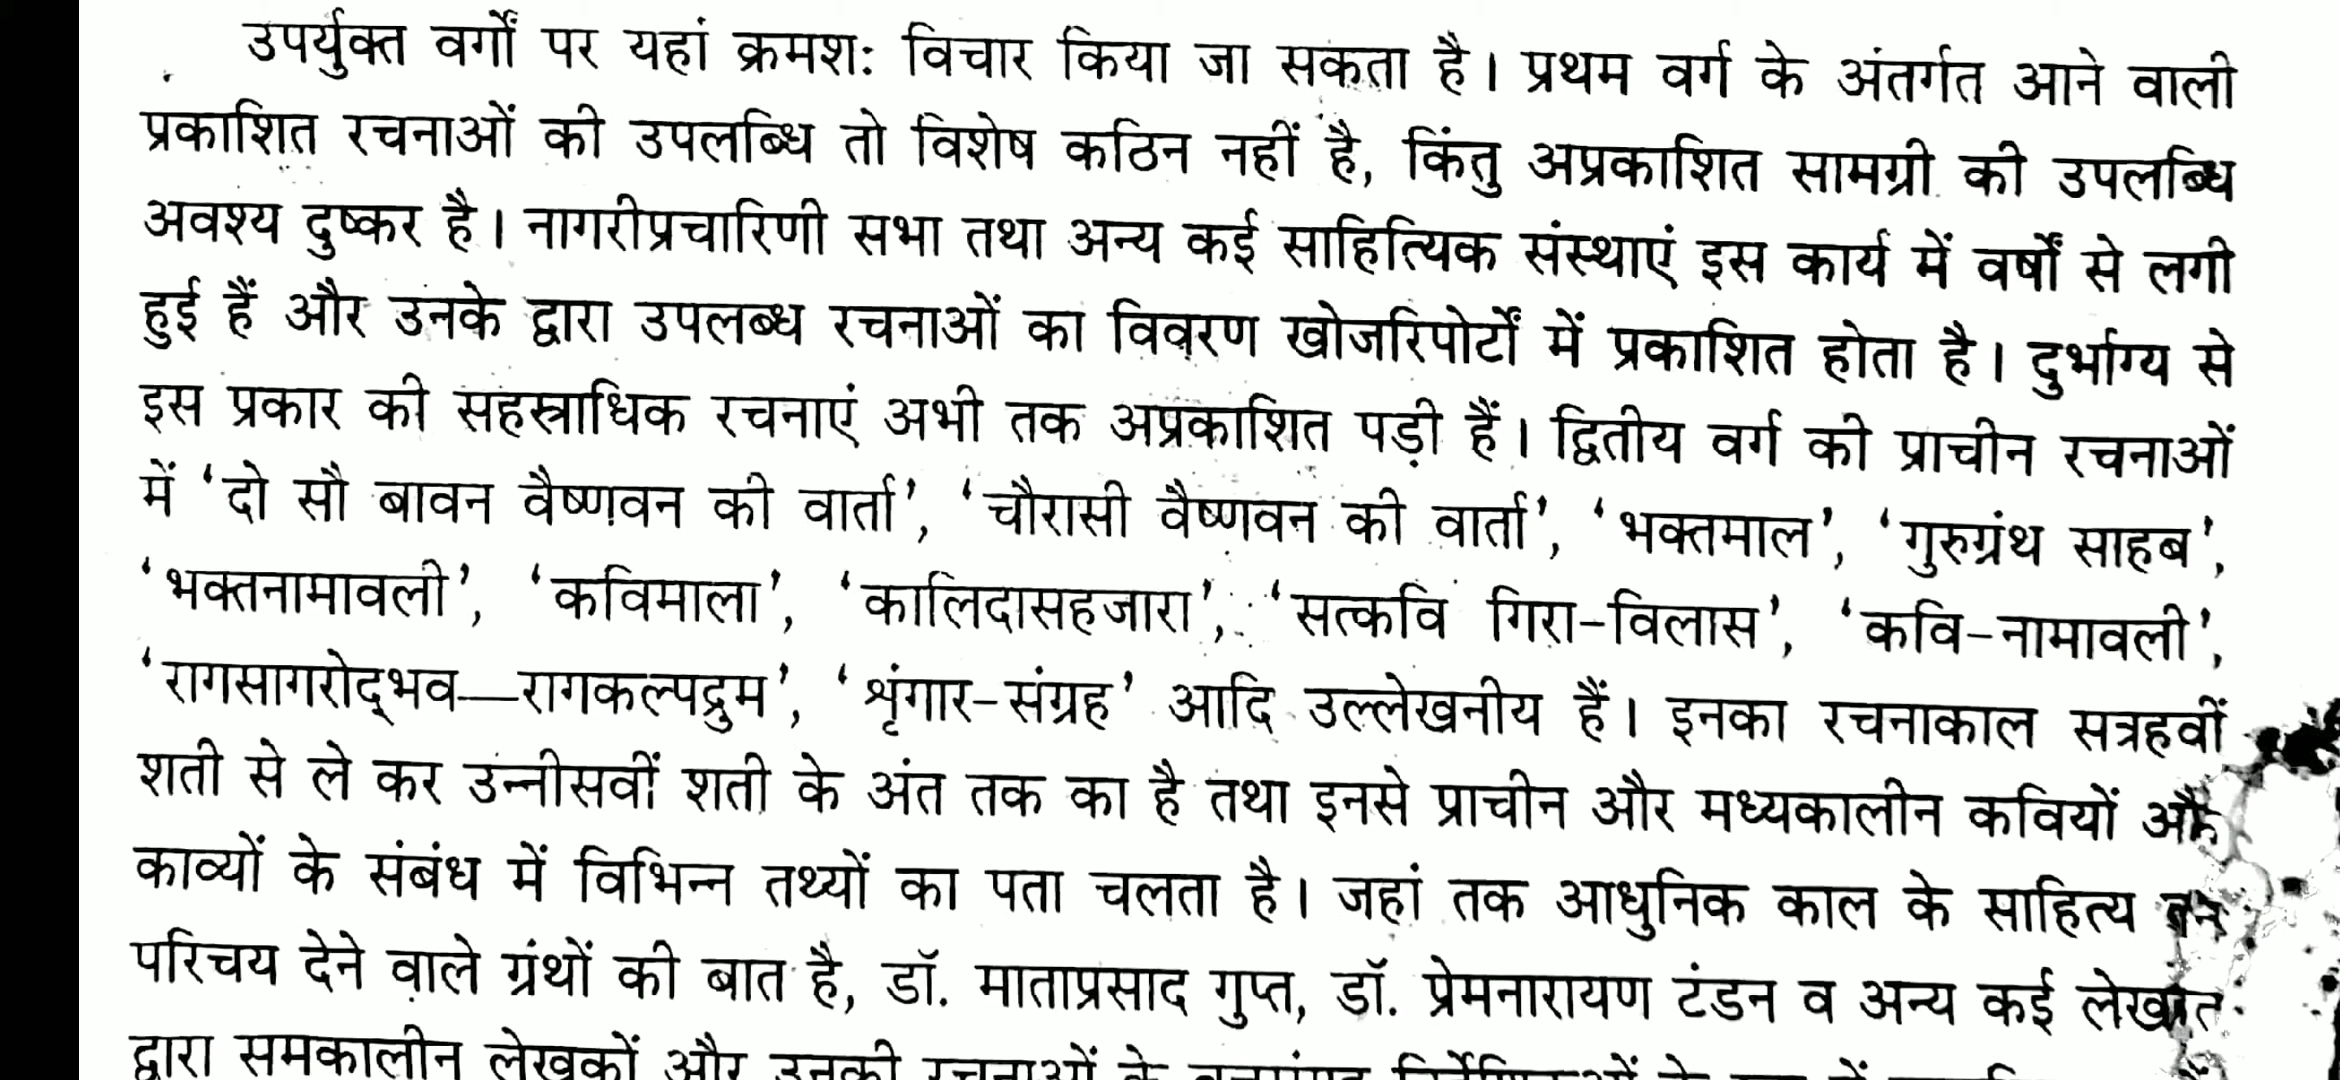 उपर्युक्त वर्गों पर यहां क्रमश: विचार किया जा सकता है। प्रथम वर्ग के अंतर्गत आने वाली
प्रकाशित रचनाओं की उपलब्धि तो विशेष कठिन नहीं है, किंतु अप्रकाशित सामग्री की उपलब्धि
अवश्य दुष्कर है। नागरीप्रचारिणी सभा तथा अन्य कई साहित्यिक संस्थाएं इस कार्य में वर्षों से लगी
हुई हैं और उनके द्वारा उपलब्ध रचनाओं का विवरण खोजरिपोर्टों में प्रकाशित होता है। दुर्भाग्य से
इस प्रकार की सहस्राधिक रचनाएं अभी तक अप्रकाशित पड़ी हैं। द्वितीय वर्ग की प्राचीन रचनाओं
में ‘दो सौ बावन वैष्णवन की वार्ता’, ‘चौरासी वैष्णवन की वार्ता’, ‘भक्तमाल’, ‘गुरुग्रंथ साहब’,
‘भक्तनामावली’, ‘कविमाला’, ‘कालिदासहजारा’, ‘सत्कवि गिरा-विलास’, ‘कवि-नामावली’,
‘रागसागरोद्‌भव—रागकल्पद्रुम’, ‘शृंगार-संग्रह’ आदि उल्लेखनीय हैं। इनका रचनाकाल सत्रहवीं
शती से ले कर उन्नीसवीं शती के अंत तक का है तथा इनसे प्राचीन और मध्यकालीन कवियों
काव्यों के संबंध में विभिन्न तथ्यों का पता चलता है। जहां तक आधुनिक काल के साहित्य
परिचय देने वाले ग्रंथों की बात है, डॉ. माताप्रसाद गुप्त, डॉ. प्रेमनारायण टंडन व अन्य कई
द्वारा समकालीन लेखकों और उनकी रचनाओं के